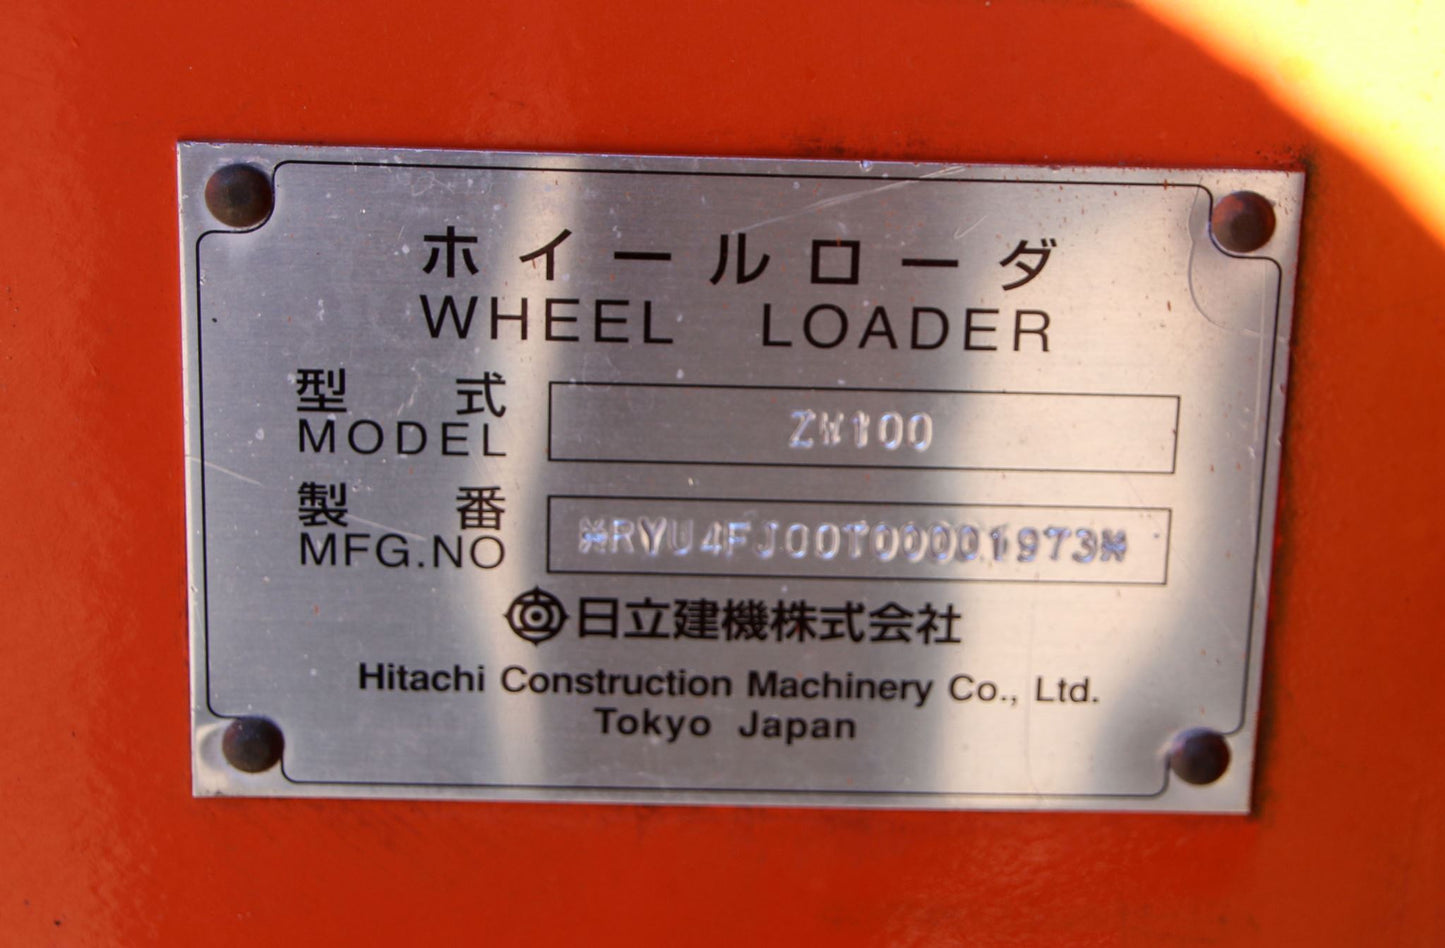 ホイールローダ
WHEEL LOADER
型式
MODEL ZW100
製番
MFG.NO *RYU4FJ00T00001973*
日立建機株式会社
Hitachi Construction Machinery Co., Ltd.
Tokyo Japan